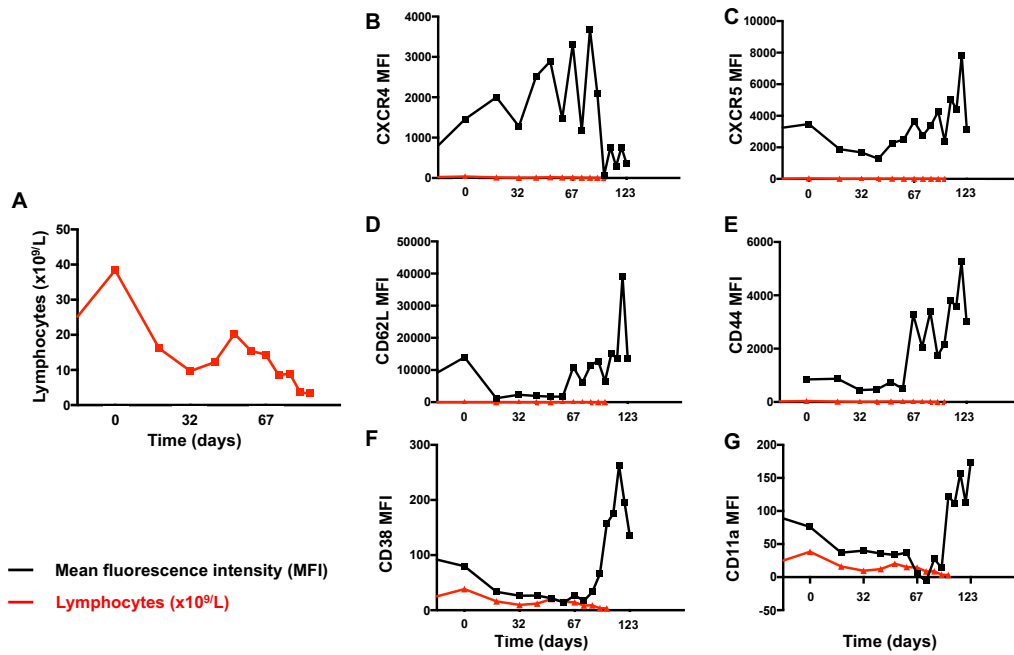 A
Lymphocytes (x10⁹/L)
50
40
30
20
10
0
0 32 67
Time (days)
B
CXCR4 MFI
4000
3000
2000
1000
0
0 32 67 123
C
CXCR5 MFI
10000
8000
6000
4000
2000
0
0 32 67 123
D
CD62L MFI
50000
40000
30000
20000
10000
0
0 32 67 123
E
CD44 MFI
6000
4000
2000
0
0 32 67 123
F
CD38 MFI
300
200
100
0
0 32 67 123
Time (days)
G
CD11a MFI
200
150
100
50
0
-50
0 32 67 123
Time (days)
Mean fluorescence intensity (MFI)
Lymphocytes (x10⁹/L)